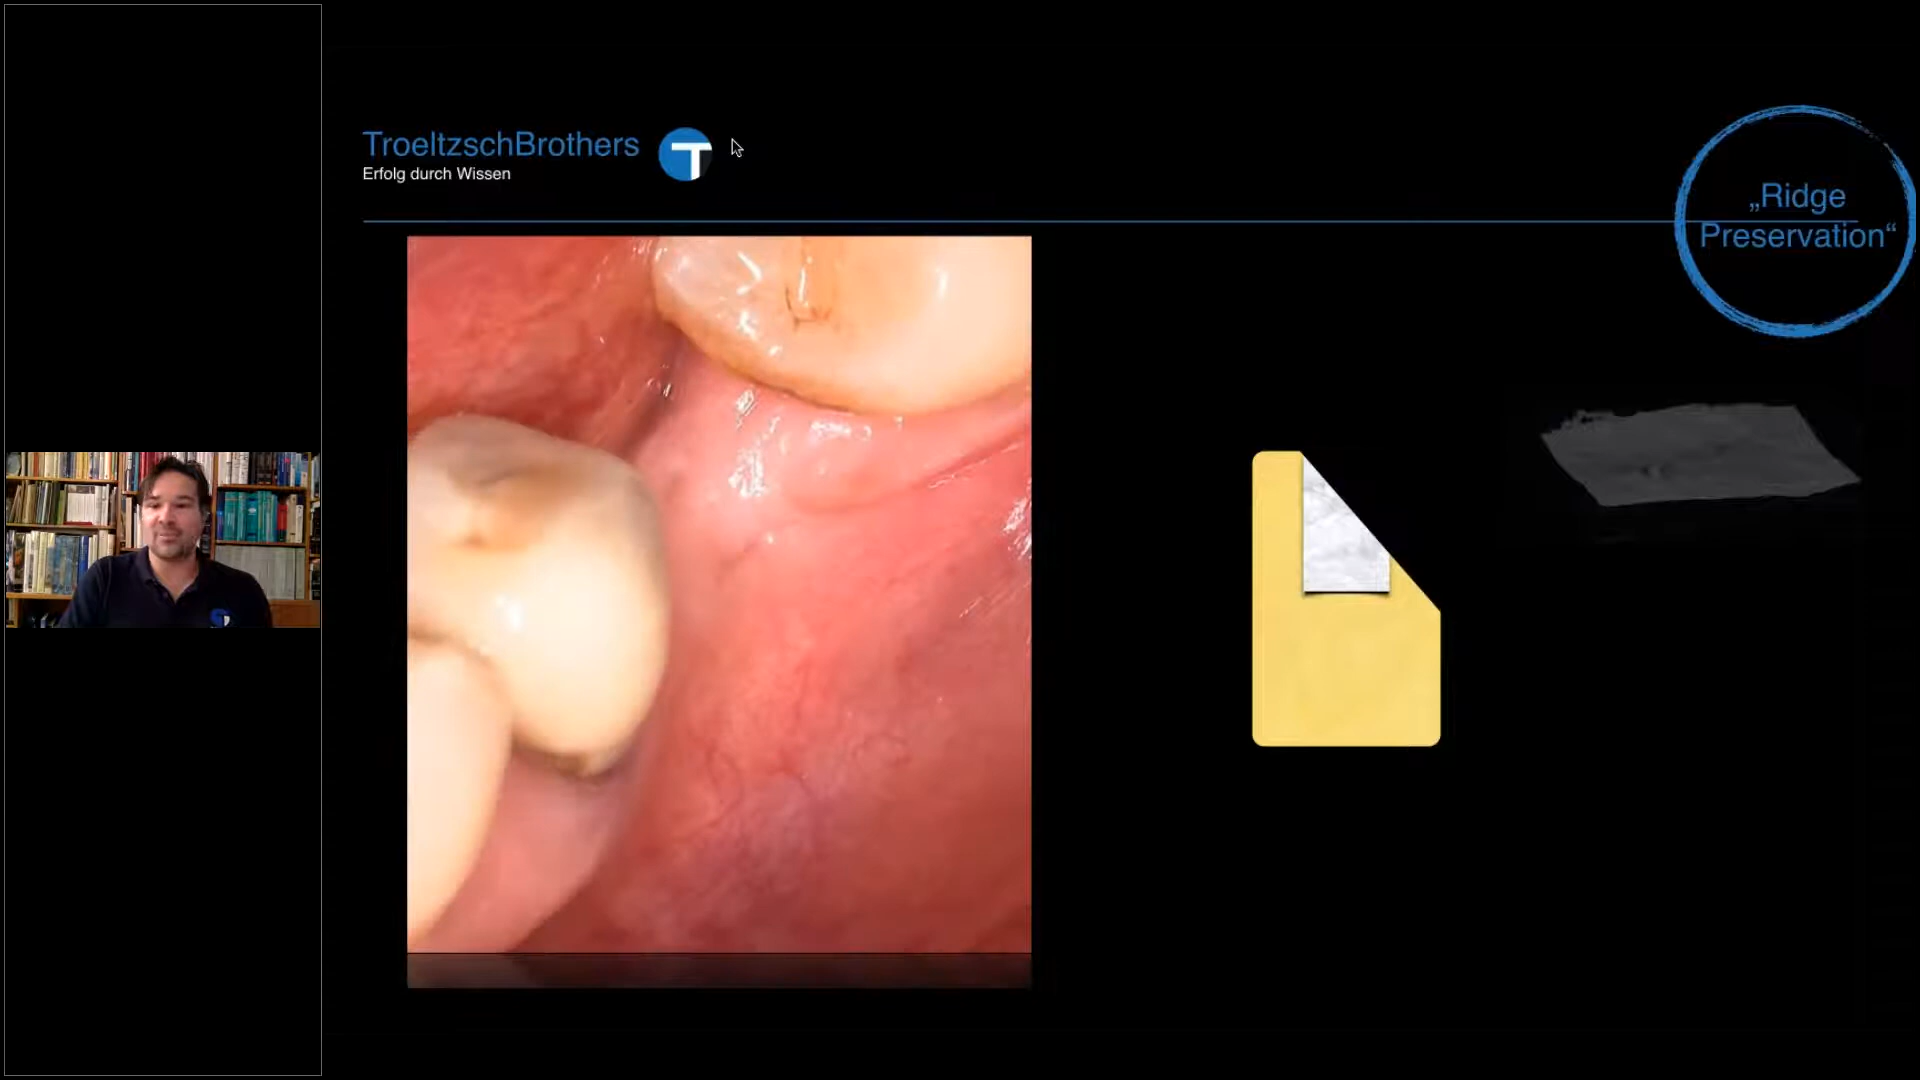 TroeltzschBrothers
T
Erfolg durch Wissen
„Ridge
Preservation“